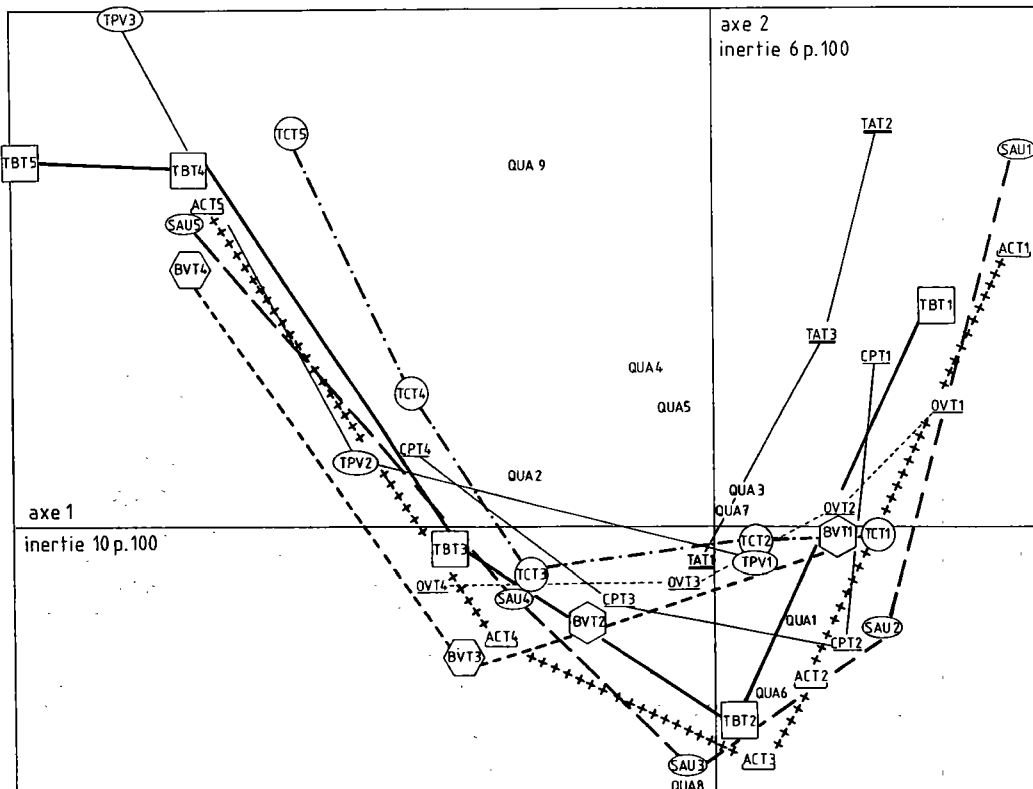 TPV3
axe 2
inertie 6 p.100
TAT2
TCT5
SAU1
TBT5
TBT4
QUA 9
ACT5
SAU5
ACT1
BVT4
TBT1
TAT3
CPT1
QUA4
TCT4
QUA5
OVT1
CPT4
TPV2
QUA2
QUA3
QUA7
OVT2
axe 1
inertie 10 p.100
TBT3
TCT2
BVT1
TCT1
TAT1
TPV1
TCT3
OVT4
OVT3
SAU4
CPT3
BVT2
QUA1
SAU2
ACT4
CPT2
BVT3
ACT2
QUA6
TBT2
SAU3
ACT3
QUA8